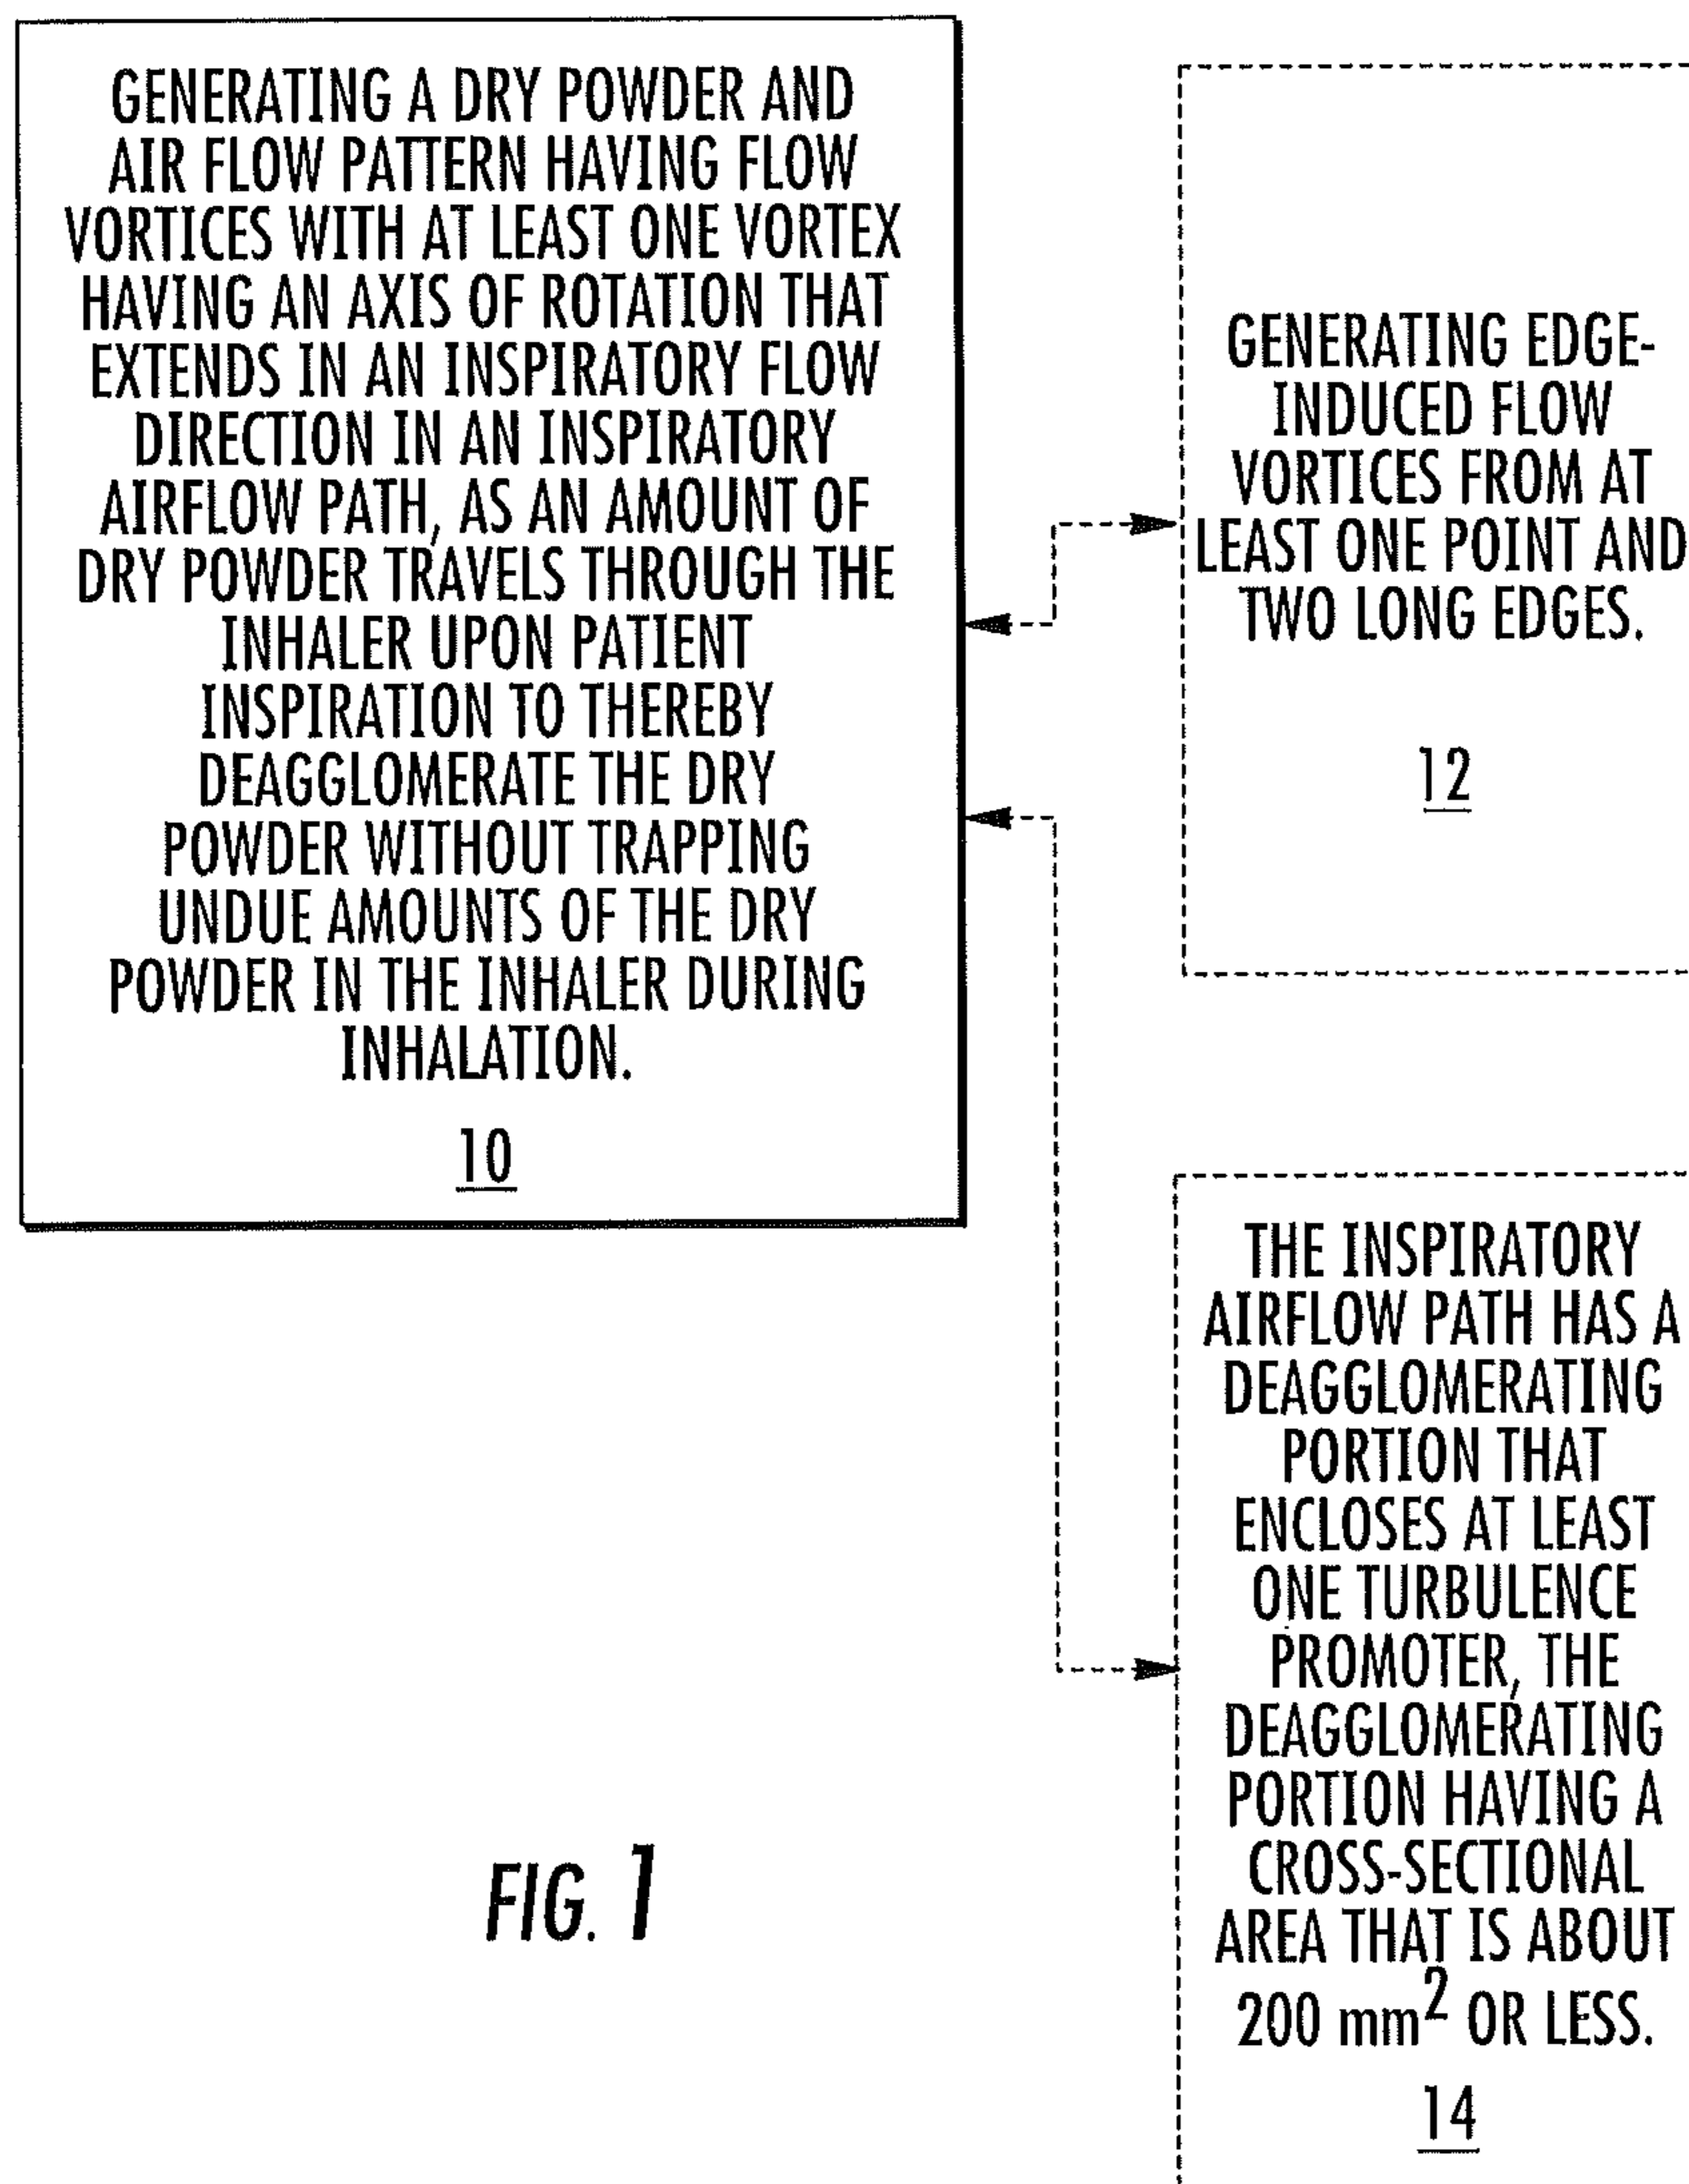 GENERATING A DRY POWDER AND
AIR FLOW PATTERN HAVING FLOW
VORTICES WITH AT LEAST ONE VORTEX
HAVING AN AXIS OF ROTATION THAT
EXTENDS IN AN INSPIRATORY FLOW
DIRECTION IN AN INSPIRATORY
AIRFLOW PATH, AS AN AMOUNT OF
DRY POWDER TRAVELS THROUGH THE
INHALER UPON PATIENT
INSPIRATION TO THEREBY
DEAGGLOMERATE THE DRY
POWDER WITHOUT TRAPPING
UNDUE AMOUNTS OF THE DRY
POWDER IN THE INHALER DURING
INHALATION.
10
GENERATING EDGE-
INDUCED FLOW
VORTICES FROM AT
LEAST ONE POINT AND
TWO LONG EDGES.
12
THE INSPIRATORY
AIRFLOW PATH HAS A
DEAGGLOMERATING
PORTION THAT
ENCLOSES AT LEAST
ONE TURBULENCE
PROMOTER, THE
DEAGGLOMERATING
PORTION HAVING A
CROSS-SECTIONAL
AREA THAT IS ABOUT
200 mm² OR LESS.
14
FIG. 1